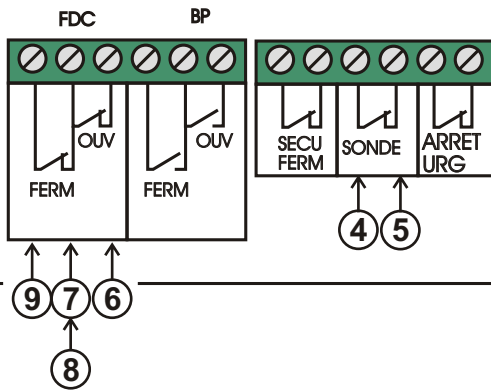 FDC BP
OUV OUV
FERM FERM
SECU
FERM
SONDE
ARRET
URG
4 5
9 7 6
8